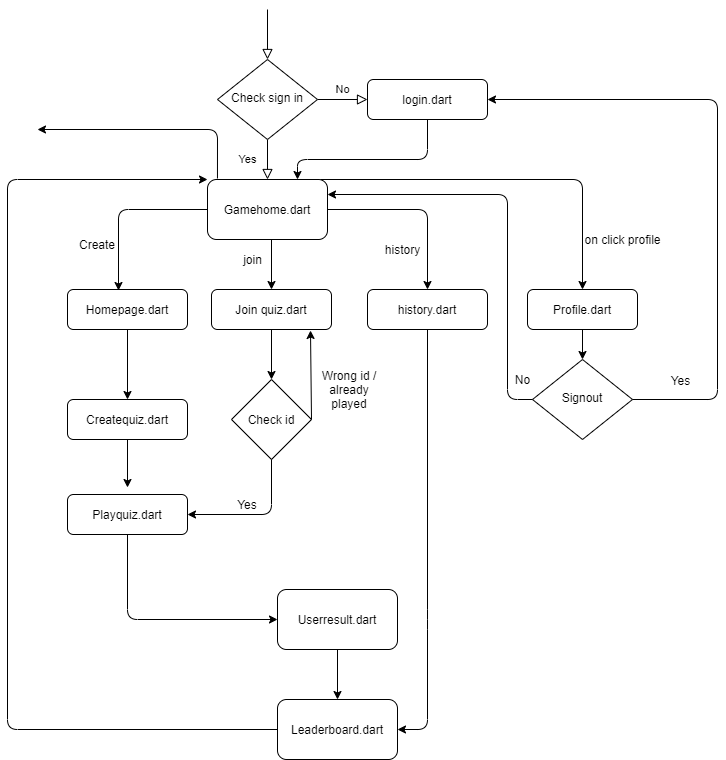 Check sign in
No
login.dart
Yes
Gamehome.dart
Create
join
history
on click profile
Homepage.dart
Join quiz.dart
history.dart
Profile.dart
Wrong id /
already
played
No
Signout
Yes
Createquiz.dart
Check id
Yes
Playquiz.dart
Userresult.dart
Leaderboard.dart